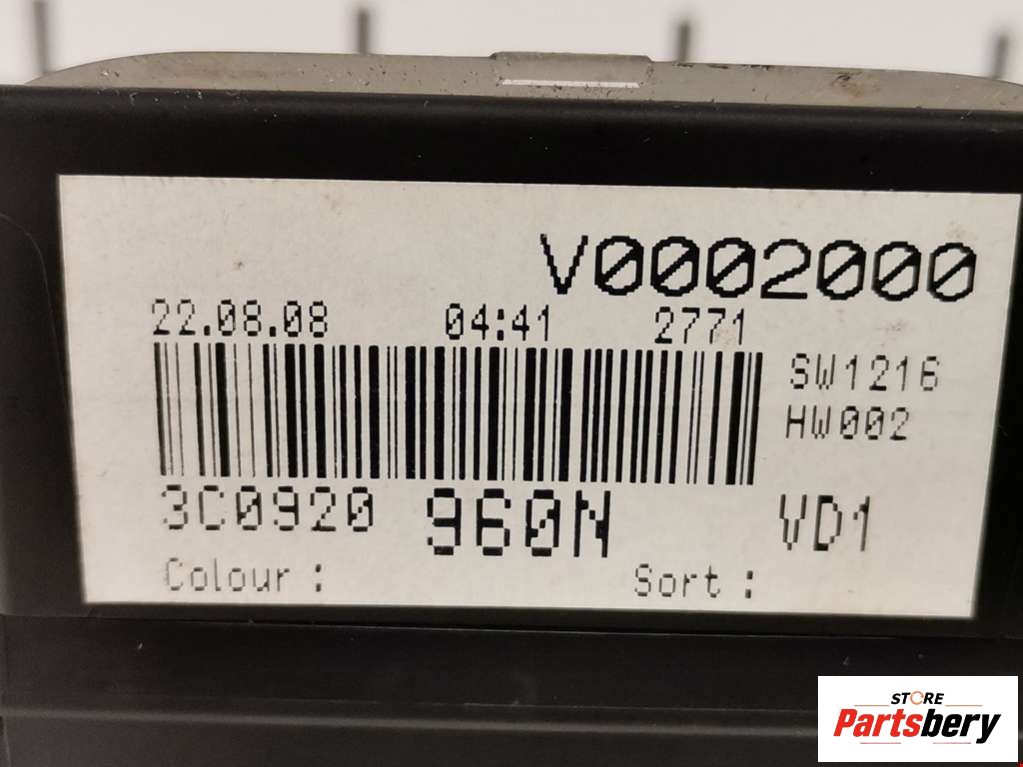 V0002000
22.08.08 04:41 2771
SW1216
HW002
3C0920 960N VD1
Colour : Sort :
STORE
Partsbery